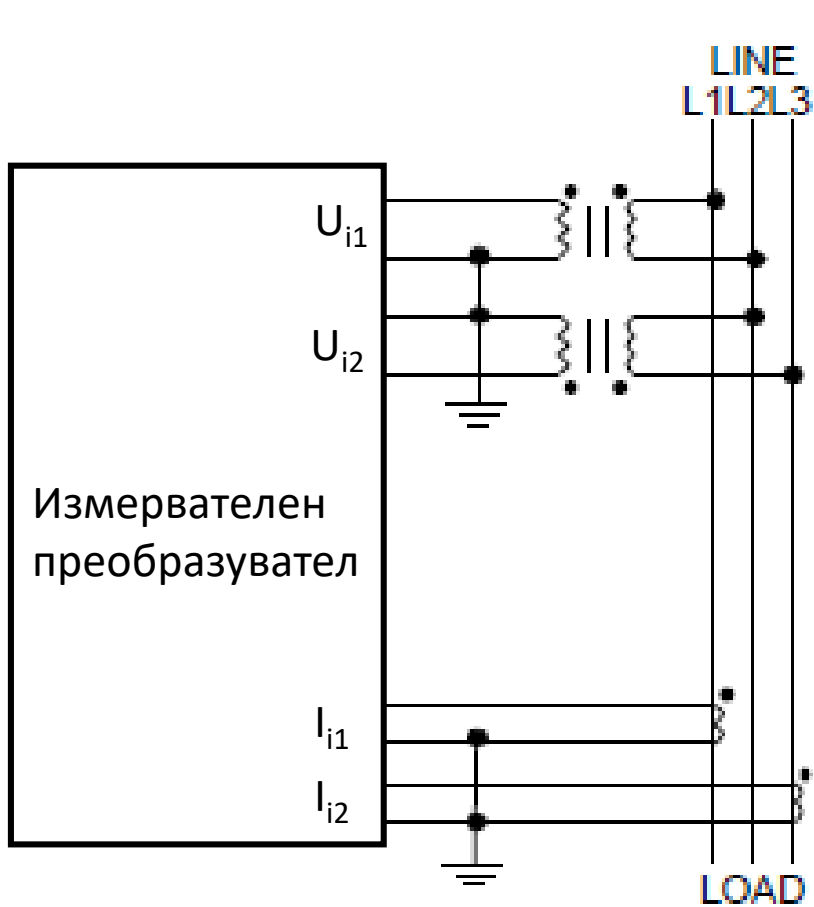 LINE
L1L2L3
Ui1
Ui2
Измервателен
преобразувател
Ii1
Ii2
LOAD